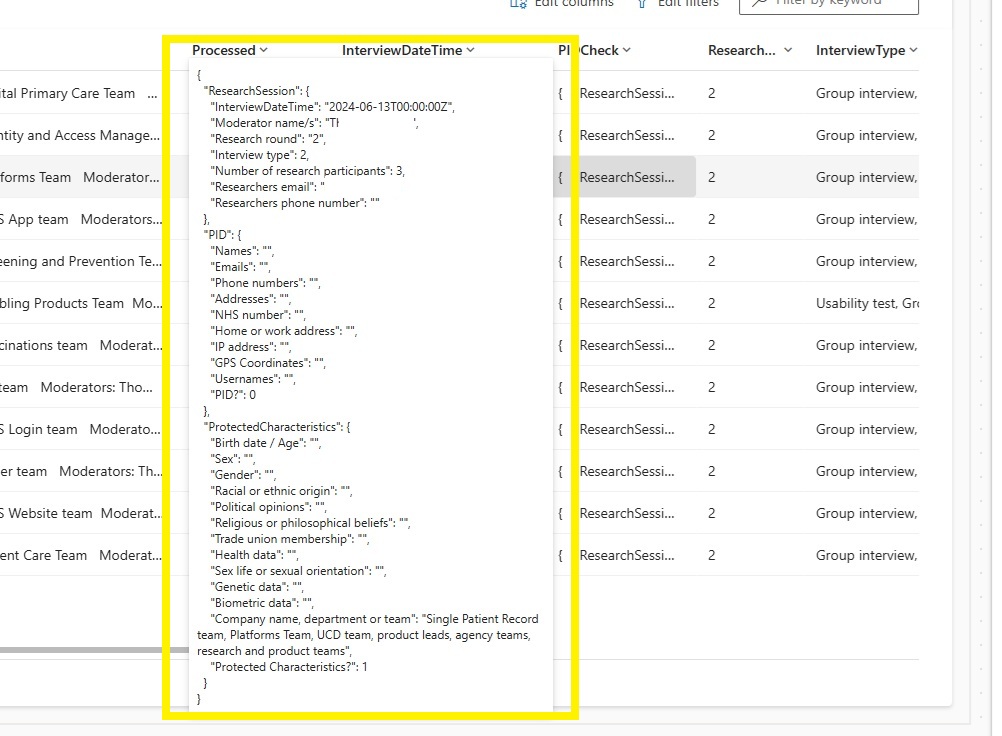 Edit columns Edit filters Filter by keyword
Processed InterviewDateTime PI Check Research... InterviewType
{
"ResearchSession": {
"InterviewDateTime": "2024-06-13T00:00:00Z",
"Moderator name/s": "Th ',
"Research round": "2",
"Interview type": 2,
"Number of research participants": 3,
"Researchers email": "
"Researchers phone number": ""
},
"PID": {
"Names": "",
"Emails": "",
"Phone numbers": "",
"Addresses": "",
"NHS number": "",
"Home or work address": "",
"IP address": "",
"GPS Coordinates": "",
"Usernames": "",
"PID?": 0
},
"ProtectedCharacteristics": {
"Birth date / Age": "",
"Sex": "",
"Gender": "",
"Racial or ethnic origin": "",
"Political opinions": "",
"Religious or philosophical beliefs": "",
"Trade union membership": "",
"Health data": "",
"Sex life or sexual orientation": "",
"Genetic data": "",
"Biometric data": "",
"Company name, department or team": "Single Patient Record
team, Platforms Team, UCD team, product leads, agency teams,
research and product teams",
"Protected Characteristics?": 1
}
}
ital Primary Care Team ... { ResearchSessi... 2 Group interview,
ntity and Access Manage... { ResearchSessi... 2 Group interview,
forms Team Moderator... { ResearchSessi... 2 Group interview,
S App team Moderators... { ResearchSessi... 2 Group interview,
eening and Prevention Te... { ResearchSessi... 2 Group interview,
bling Products Team Mo... { ResearchSessi... 2 Usability test, Gro
cinations team Moderat... { ResearchSessi... 2 Group interview,
team Moderators: Tho... { ResearchSessi... 2 Group interview,
S Login team Moderato... { ResearchSessi... 2 Group interview,
er team Moderators: Th... { ResearchSessi... 2 Group interview,
S Website team Moderat... { ResearchSessi... 2 Group interview,
ent Care Team Moderat... { ResearchSessi... 2 Group interview,